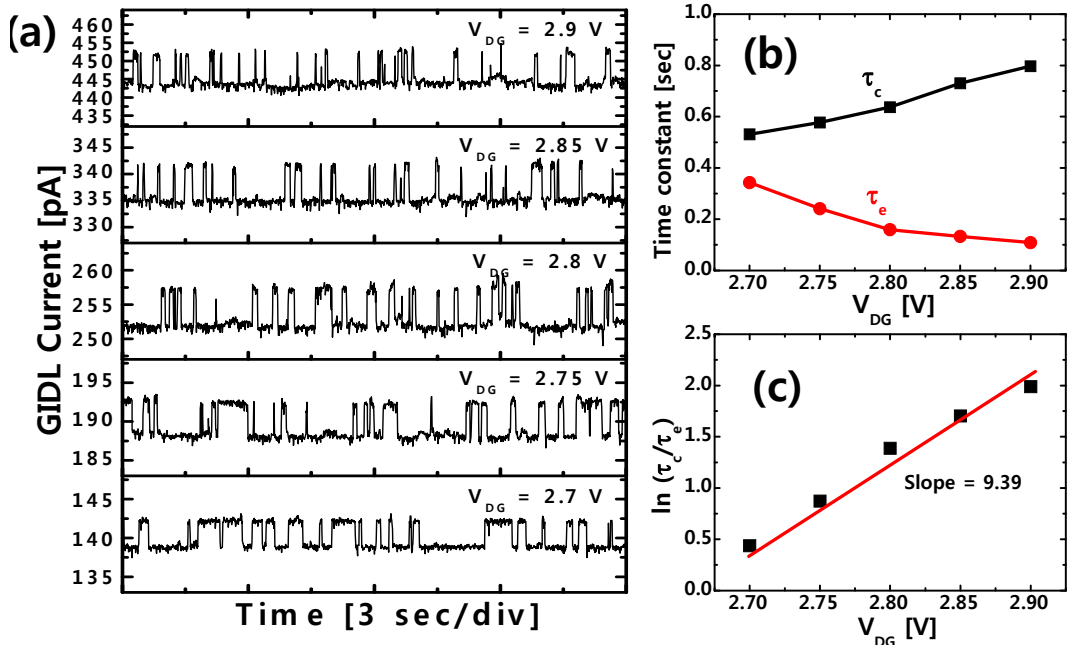 (a)
GIDL Current [pA]
460
455
450
445
440
435
V_DG = 2.9 V
345
340
335
330
V_DG = 2.85 V
260
255
250
V_DG = 2.8 V
195
190
185
V_DG = 2.75 V
145
140
135
V_DG = 2.7 V
Time [3 sec/div]
(b)
Time constant [sec]
1.0
0.8
0.6
0.4
0.2
0.0
τ_c
τ_e
2.70 2.75 2.80 2.85 2.90
V_DG [V]
(c)
ln (τ_c/τ_e)
2.5
2.0
1.5
1.0
0.5
0.0
Slope = 9.39
2.70 2.75 2.80 2.85 2.90
V_DG [V]